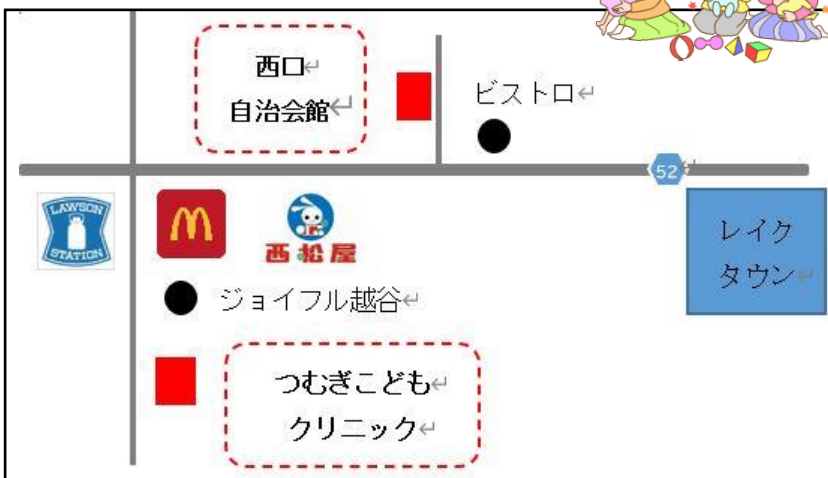 西口
自治会館
ビストロ
52
LAWSON
STATION
西松屋
レイク
タウン
ジョイフル越谷
つむぎこども
クリニック